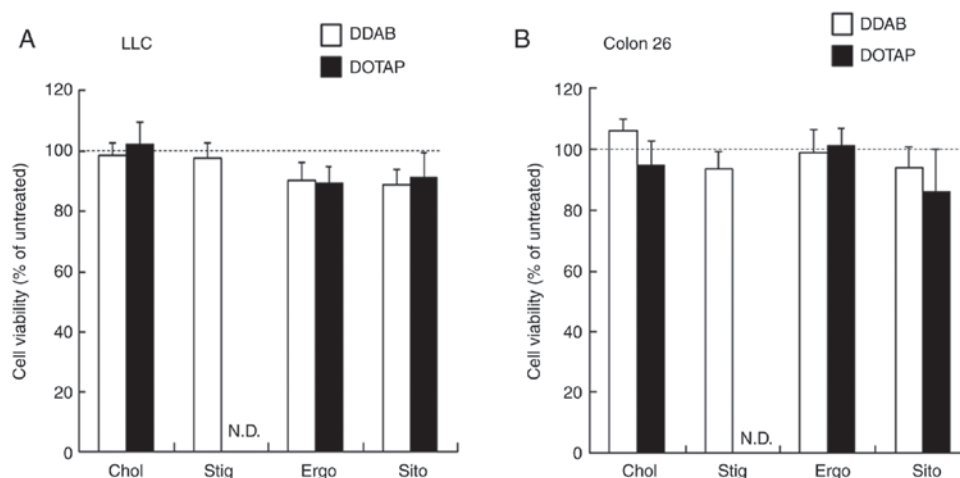 A
LLC
DDAB
DOTAP
Cell viability (% of untreated)
120
100
80
60
40
20
0
N.D.
Chol
Stig
Ergo
Sito
B
Colon 26
DDAB
DOTAP
Cell viability (% of untreated)
120
100
80
60
40
20
0
N.D.
Chol
Stig
Ergo
Sito